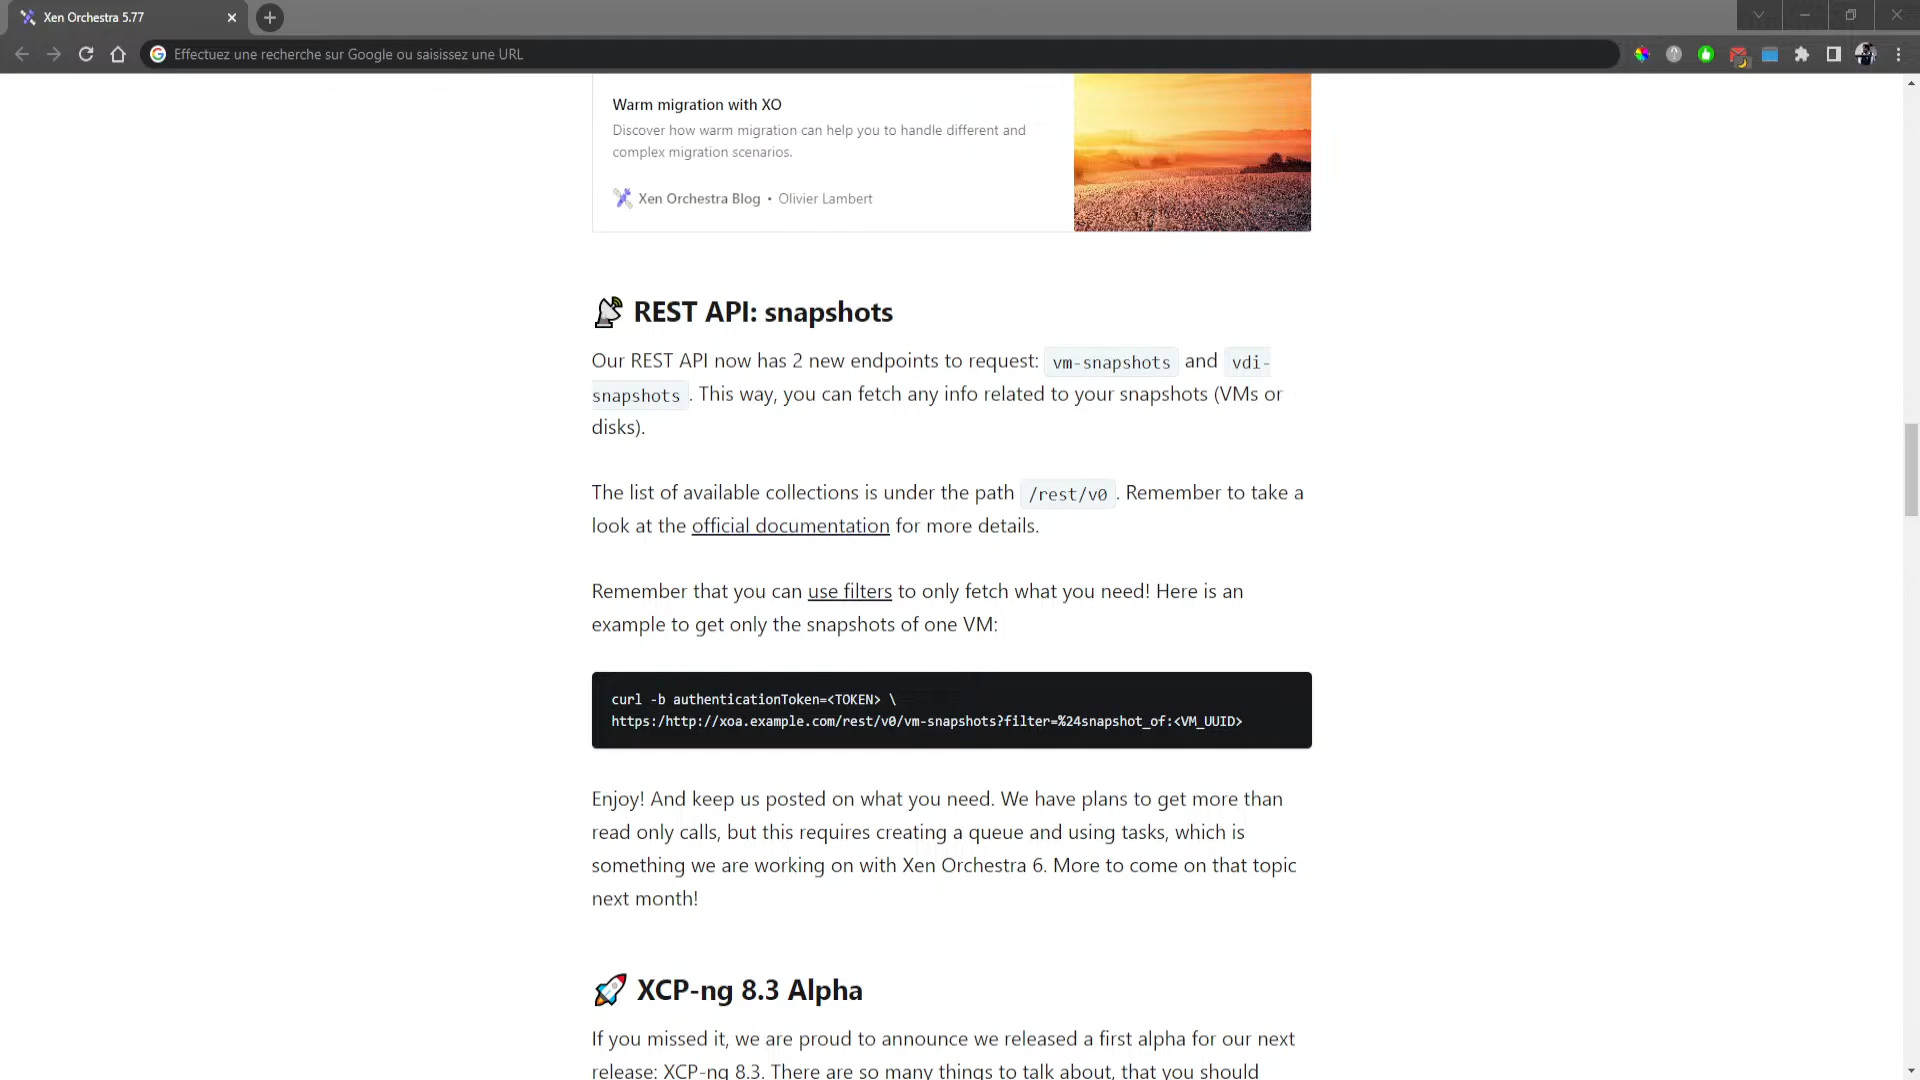 Xen Orchestra 5.77
Effectuez une recherche sur Google ou saisissez une URL
Warm migration with XO
Discover how warm migration can help you to handle different and
complex migration scenarios.
Xen Orchestra Blog • Olivier Lambert
REST API: snapshots
Our REST API now has 2 new endpoints to request: vm-snapshots and vdi-
snapshots. This way, you can fetch any info related to your snapshots (VMs or
disks).
The list of available collections is under the path /rest/v0. Remember to take a
look at the official documentation for more details.
Remember that you can use filters to only fetch what you need! Here is an
example to get only the snapshots of one VM:
curl -b authenticationToken=<TOKEN> \
https:/http://xoa.example.com/rest/v0/vm-snapshots?filter=%24snapshot_of:<VM_UUID>
Enjoy! And keep us posted on what you need. We have plans to get more than
read only calls, but this requires creating a queue and using tasks, which is
something we are working on with Xen Orchestra 6. More to come on that topic
next month!
XCP-ng 8.3 Alpha
If you missed it, we are proud to announce we released a first alpha for our next
release: XCP-ng 8.3. There are so many things to talk about, that you should